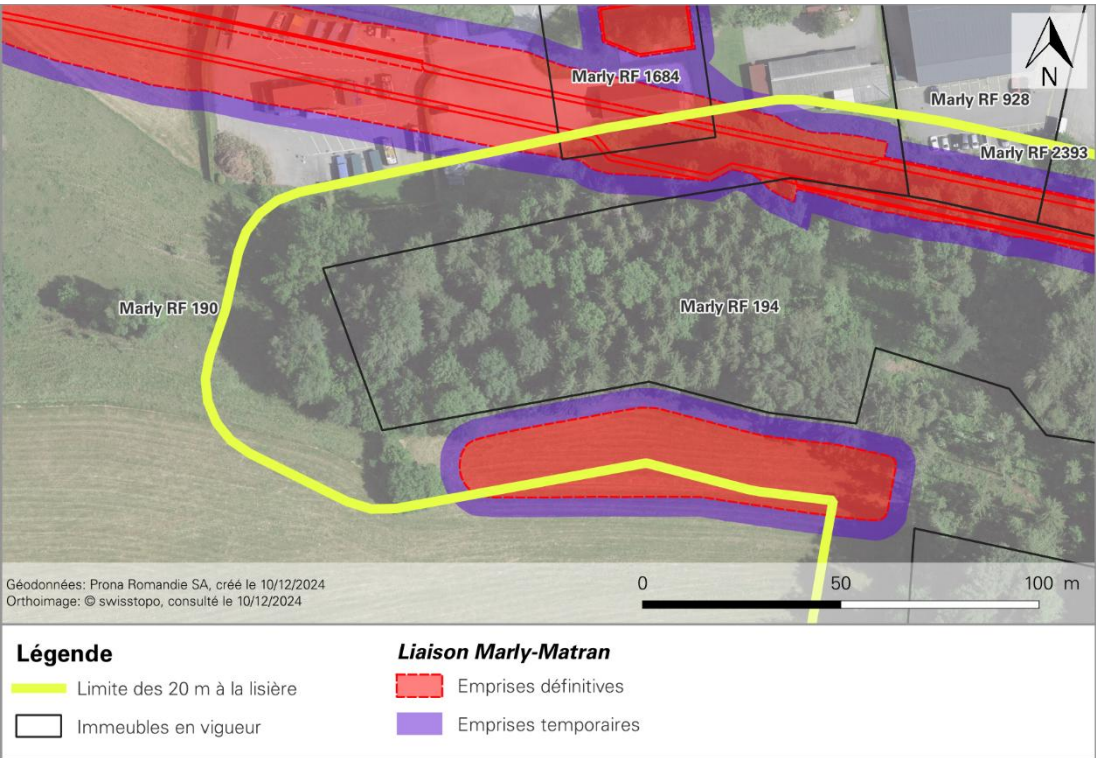 N
Marly RF 1684
Marly RF 928
Marly RF 2393
Marly RF 190
Marly RF 194
Géodonnées: Prona Romandie SA, créé le 10/12/2024
Orthoimage: © swisstopo, consulté le 10/12/2024
0 50 100 m
Légende
Limite des 20 m à la lisière
Immeubles en vigueur
Liaison Marly-Matran
Emprises définitives
Emprises temporaires